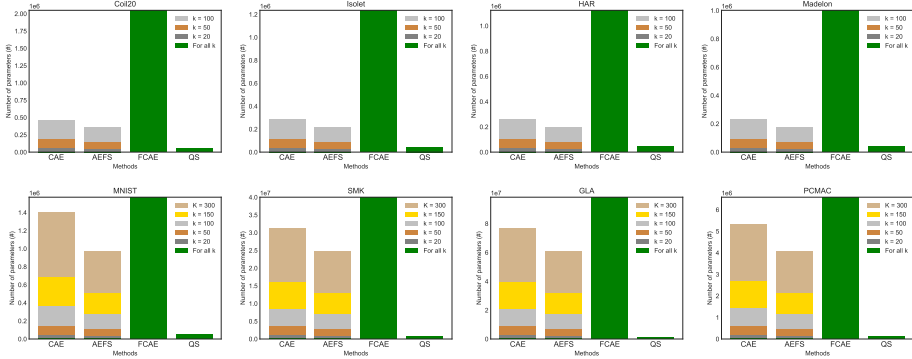 Coil20
1e6
Number of parameters (#)
2.00
1.75
1.50
1.25
1.00
0.75
0.50
0.25
0.00
k = 100
k = 50
k = 20
For all k
CAE AEFS FCAE QS
Methods
Isolet
1e6
Number of parameters (#)
1.2
1.0
0.8
0.6
0.4
0.2
0.0
k = 100
k = 50
k = 20
For all k
CAE AEFS FCAE QS
Methods
HAR
1e6
Number of parameters (#)
1.0
0.8
0.6
0.4
0.2
0.0
k = 100
k = 50
k = 20
For all k
CAE AEFS FCAE QS
Methods
Madelon
1e6
Number of parameters (#)
1.0
0.8
0.6
0.4
0.2
0.0
k = 100
k = 50
k = 20
For all k
CAE AEFS FCAE QS
Methods
MNIST
1e6
Number of parameters (#)
1.4
1.2
1.0
0.8
0.6
0.4
0.2
0.0
K = 300
k = 150
k = 100
k = 50
k = 20
For all k
CAE AEFS FCAE QS
Methods
SMK
1e7
Number of parameters (#)
4.0
3.5
3.0
2.5
2.0
1.5
1.0
0.5
0.0
K = 300
k = 150
k = 100
k = 50
k = 20
For all k
CAE AEFS FCAE QS
Methods
GLA
1e7
Number of parameters (#)
8
6
4
2
0
K = 300
k = 150
k = 100
k = 50
k = 20
For all k
CAE AEFS FCAE QS
Methods
PCMAC
1e6
Number of parameters (#)
6
5
4
3
2
1
0
K = 300
k = 150
k = 100
k = 50
k = 20
For all k
CAE AEFS FCAE QS
Methods